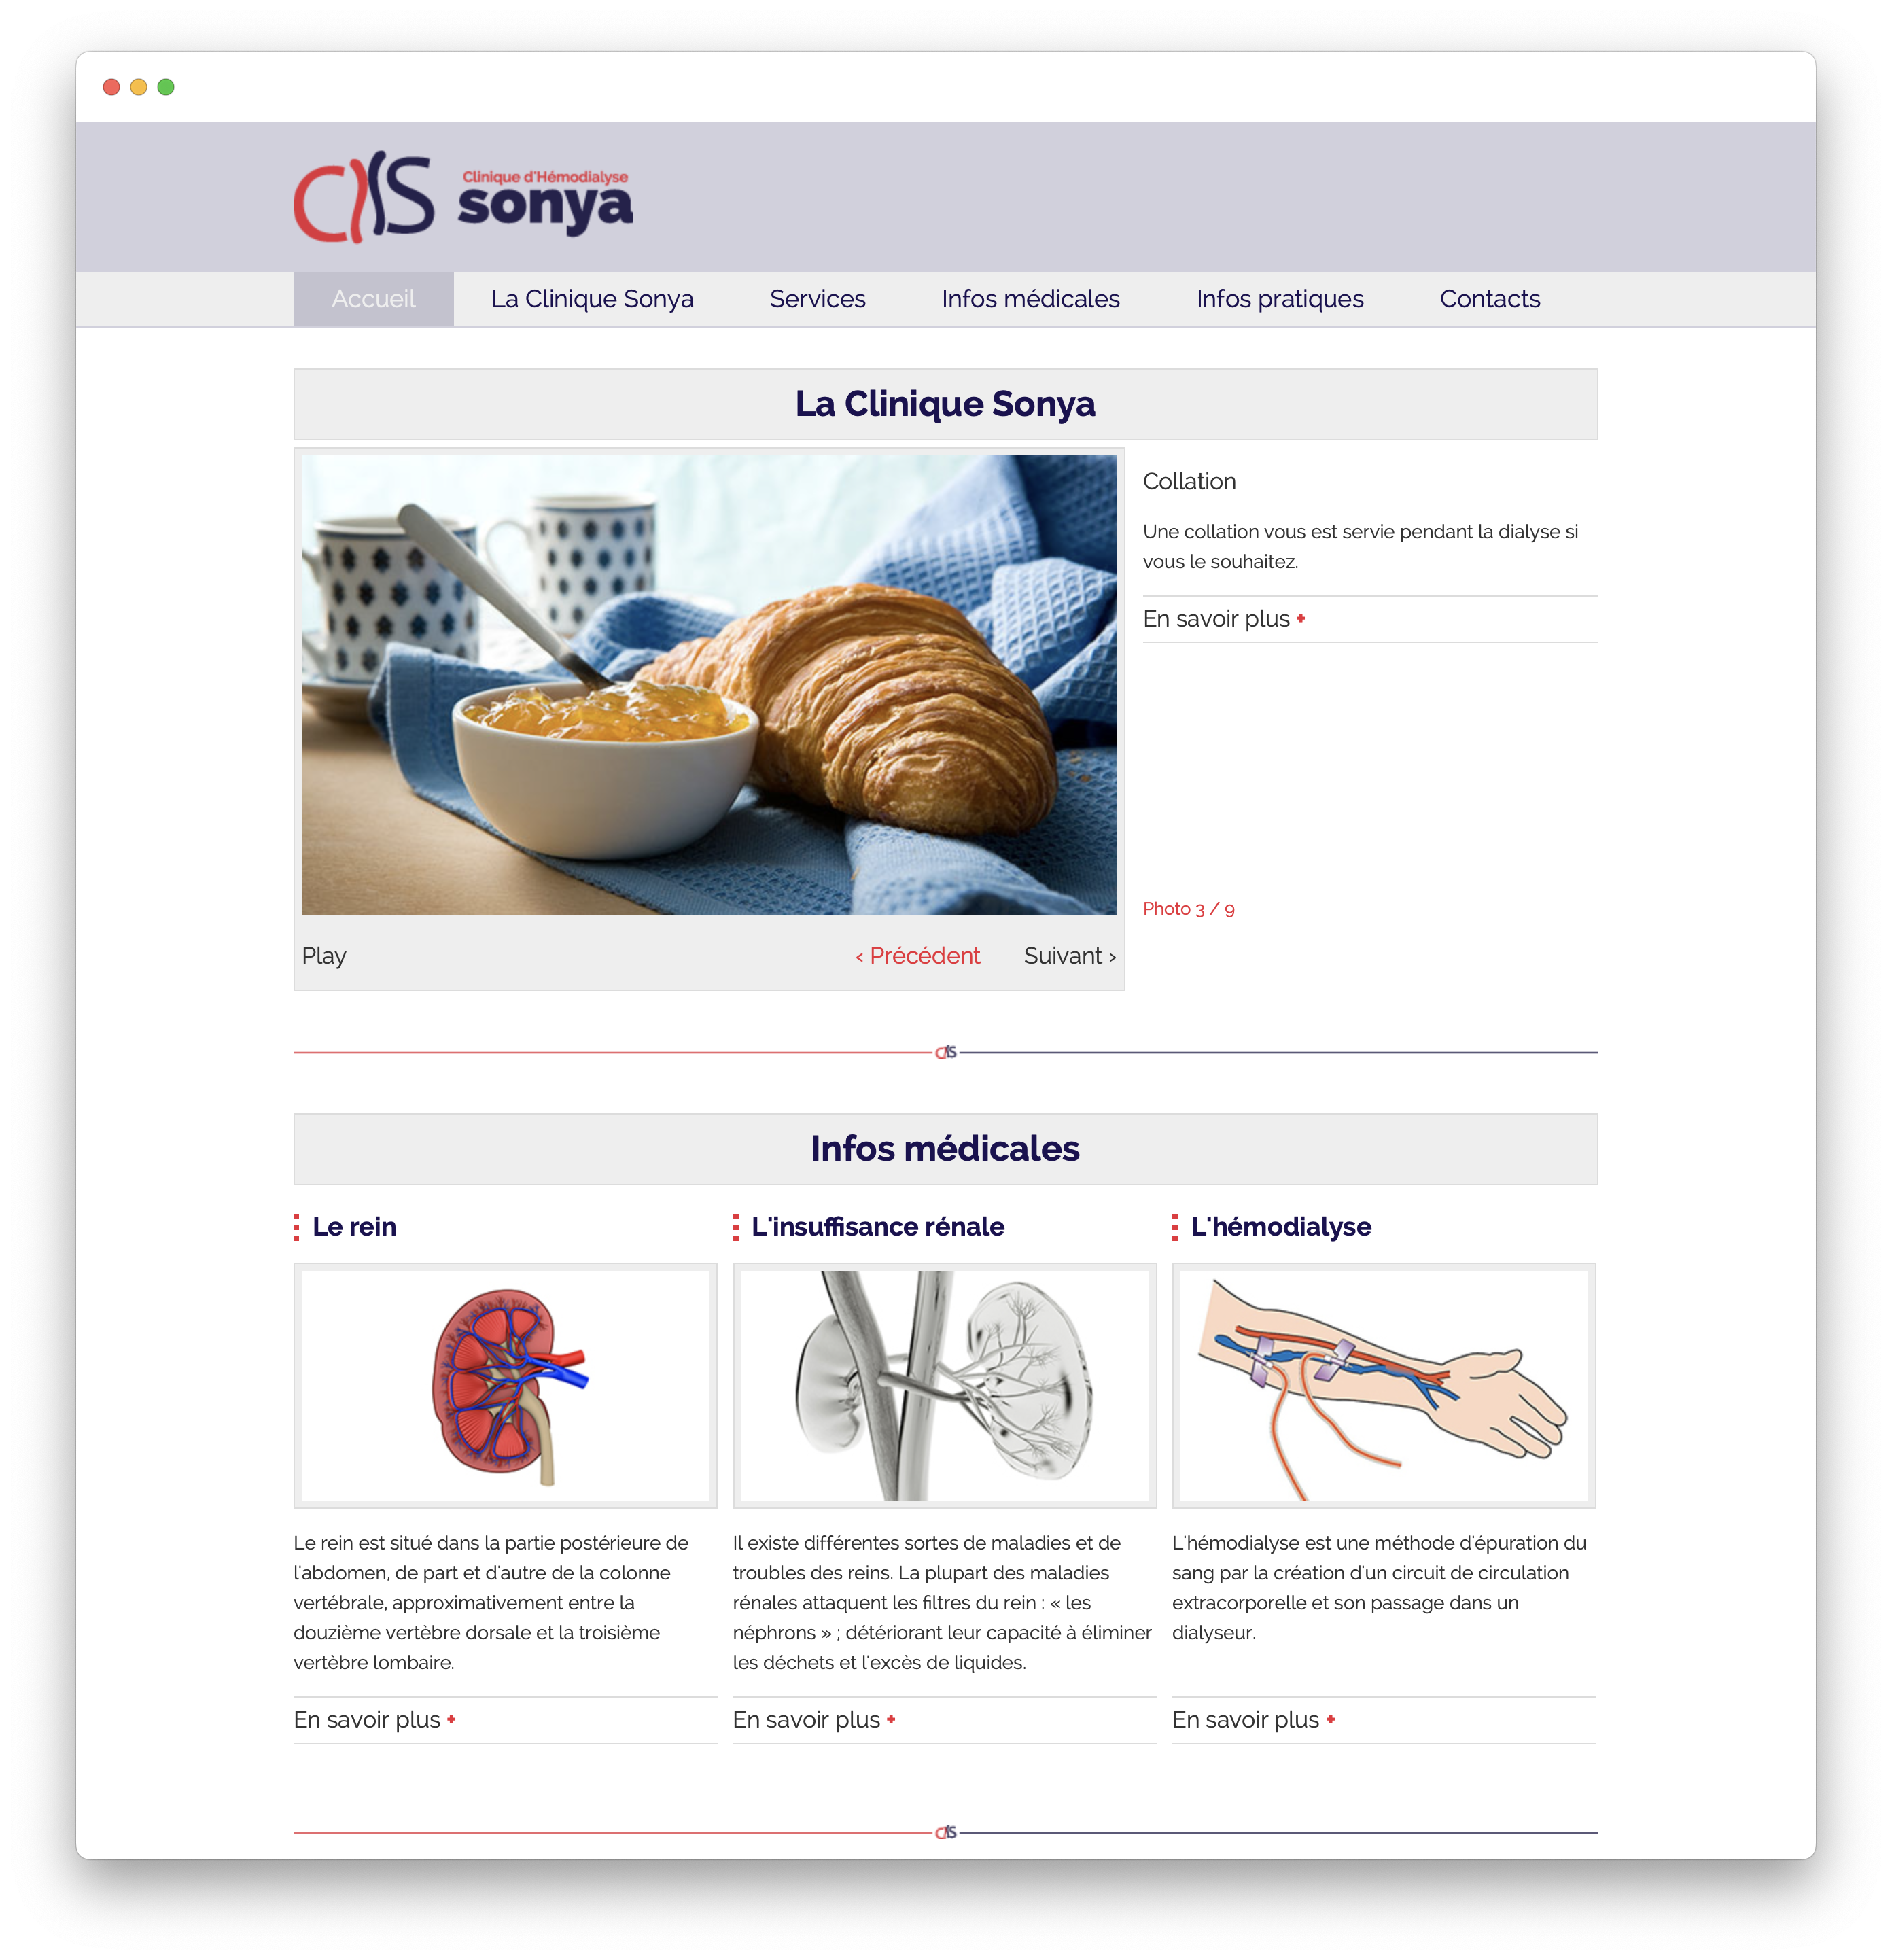 Clinique d'Hémodialyse
sonya
Accueil
La Clinique Sonya
Services
Infos médicales
Infos pratiques
Contacts
La Clinique Sonya
Collation
Une collation vous est servie pendant la dialyse si
vous le souhaitez.
En savoir plus +
Photo 3 / 9
Play
‹ Précédent
Suivant ›
CHS
Infos médicales
Le rein
Le rein est situé dans la partie postérieure de
l'abdomen, de part et d'autre de la colonne
vertébrale, approximativement entre la
douzième vertèbre dorsale et la troisième
vertèbre lombaire.
En savoir plus +
L'insuffisance rénale
Il existe différentes sortes de maladies et de
troubles des reins. La plupart des maladies
rénales attaquent les filtres du rein : « les
néphrons » ; détériorant leur capacité à éliminer
les déchets et l'excès de liquides.
En savoir plus +
L'hémodialyse
L'hémodialyse est une méthode d'épuration du
sang par la création d'un circuit de circulation
extracorporelle et son passage dans un
dialyseur.
En savoir plus +